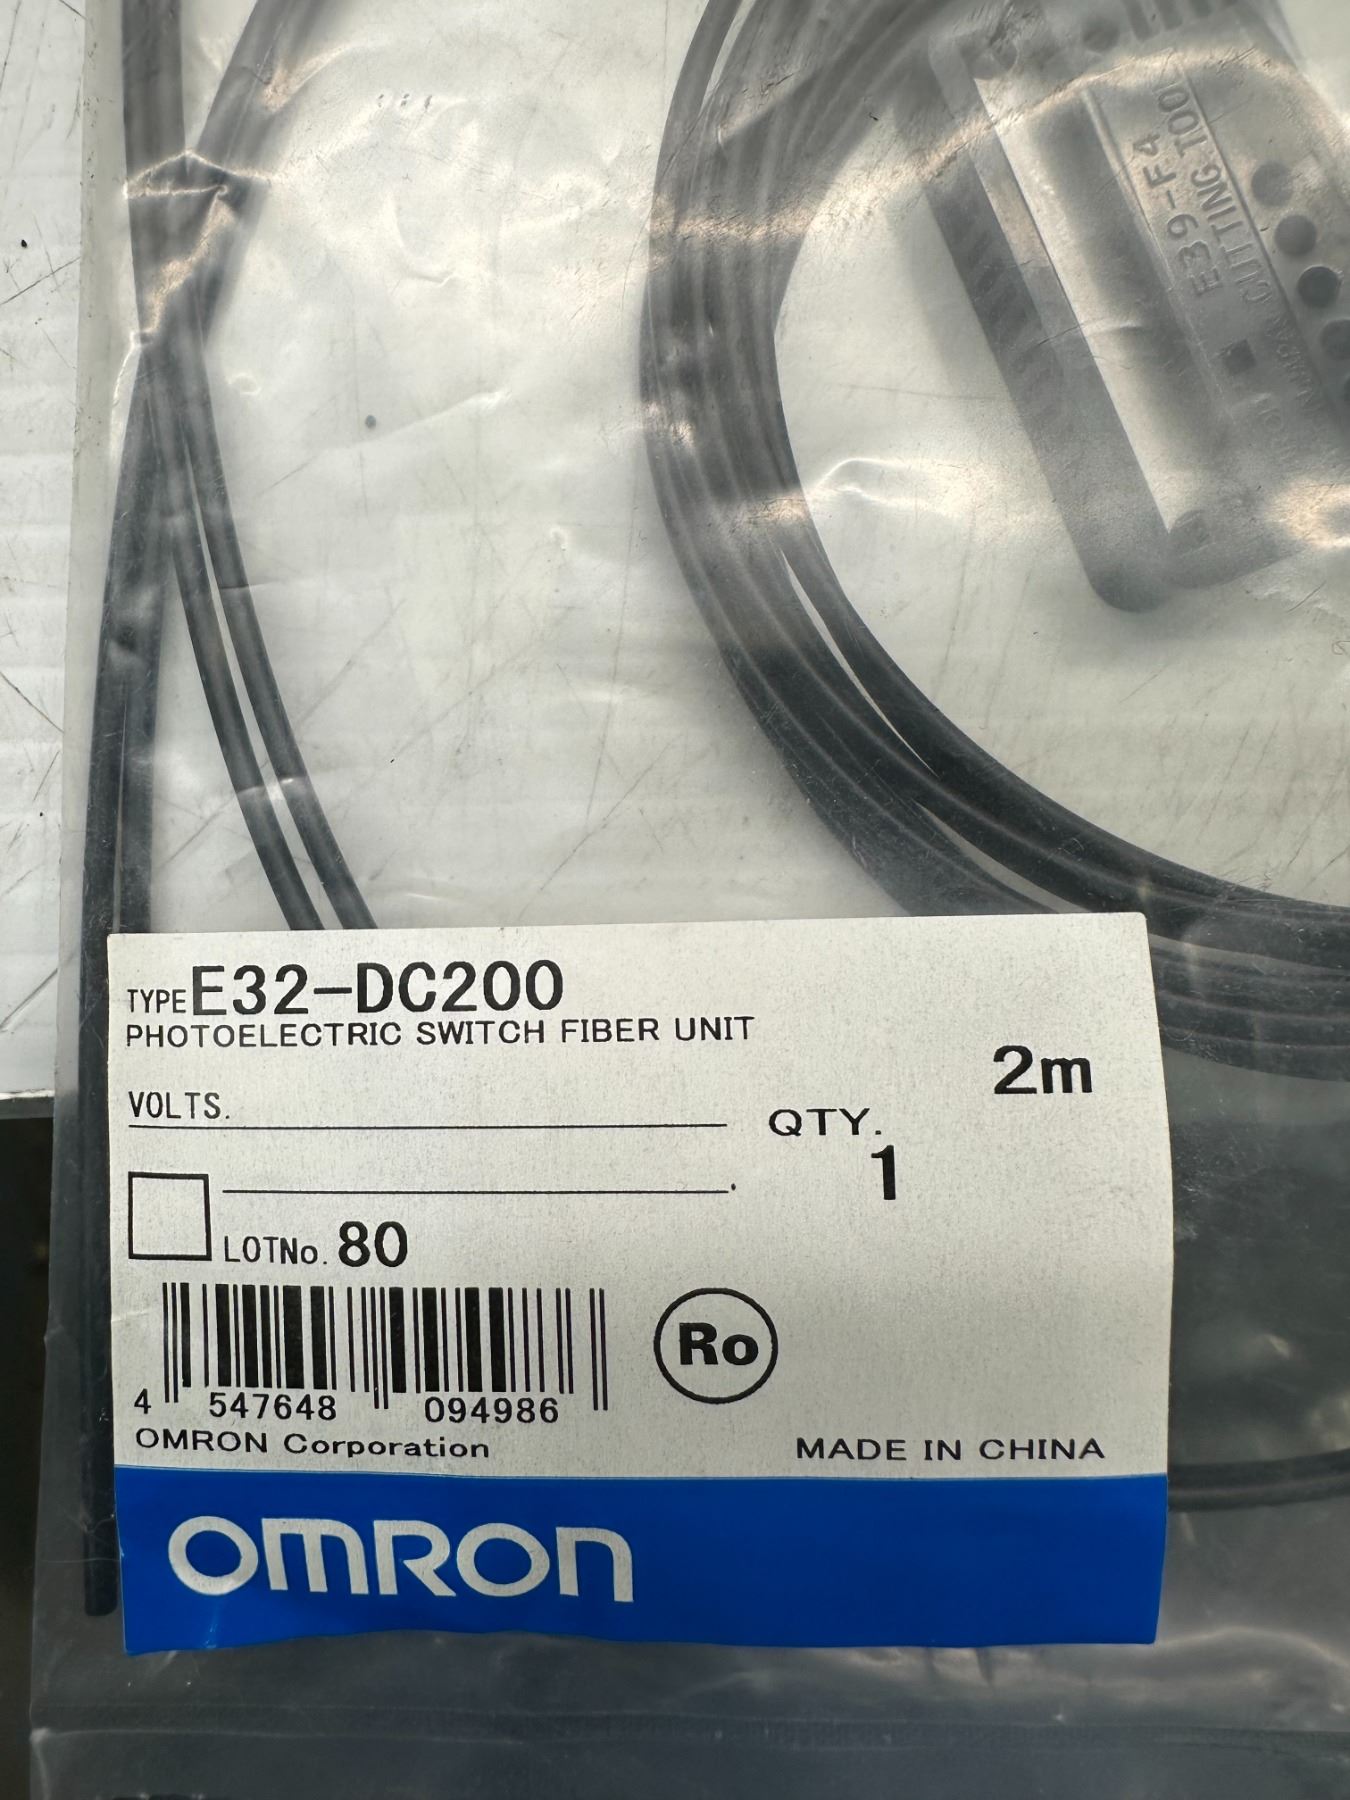 E39-F4
CUTTING TOOL
TYPE E32-DC200
PHOTOELECTRIC SWITCH FIBER UNIT
2m
VOLTS.
QTY.
1
LOTNo. 80
Ro
4 547648 094986
OMRON Corporation
MADE IN CHINA
OMRON